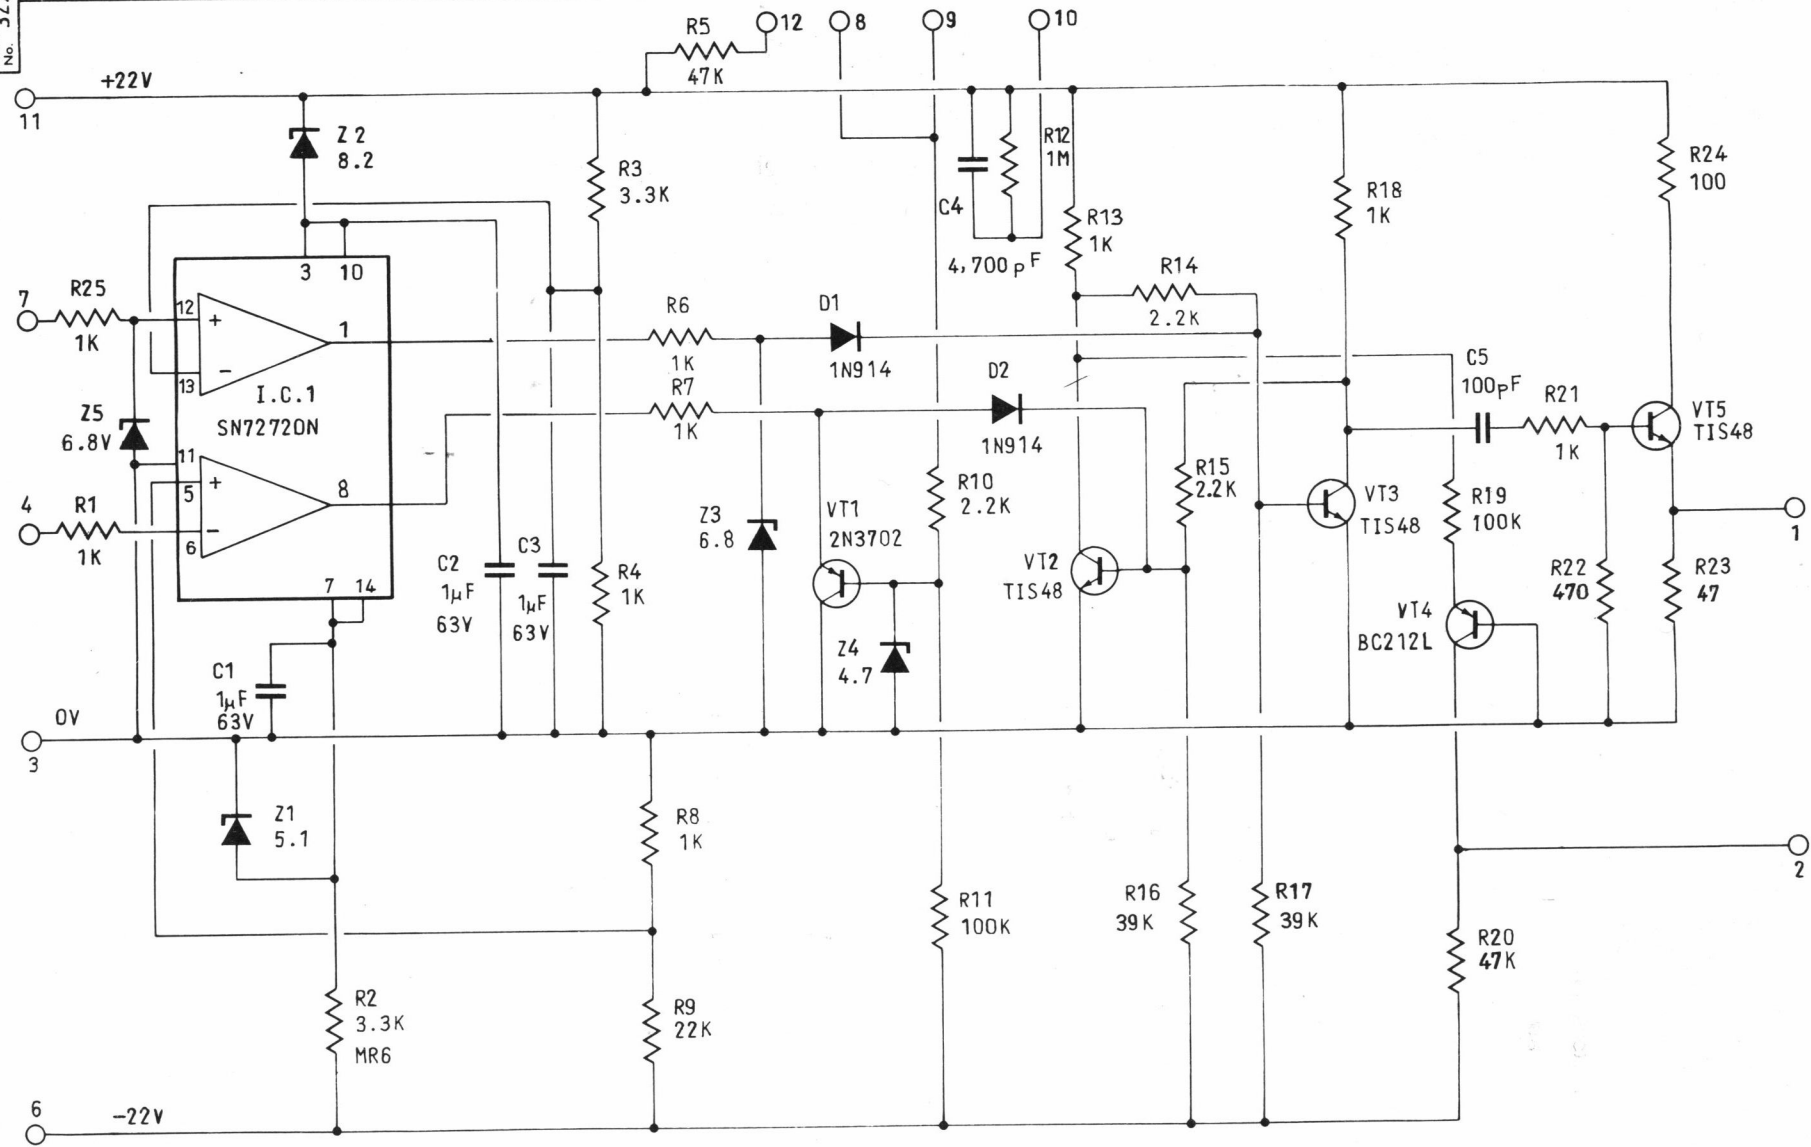 No. 32
11
+22V
R5
47K
12
8
9
10
Z2
8.2
R3
3.3K
C4
4,700pF
R12
1M
R13
1K
R14
2.2K
R18
1K
R24
100
7
R25
1K
3
10
12
+
13
-
1
I.C.1
SN72720N
Z5
6.8V
11
5
+
6
-
8
4
R1
1K
7
14
R6
1K
R7
1K
D1
1N914
D2
1N914
C5
100pF
R21
1K
VT5
TIS48
R10
2.2K
R15
2.2K
VT3
TIS48
R19
100K
1
Z3
6.8
VT1
2N3702
VT2
TIS48
C2
1µF
63V
C3
1µF
63V
R4
1K
Z4
4.7
VT4
BC212L
R22
470
R23
47
C1
1µF
63V
0V
3
Z1
5.1
R8
1K
2
R11
100K
R16
39K
R17
39K
R20
47K
R2
3.3K
MR6
R9
22K
6
-22V